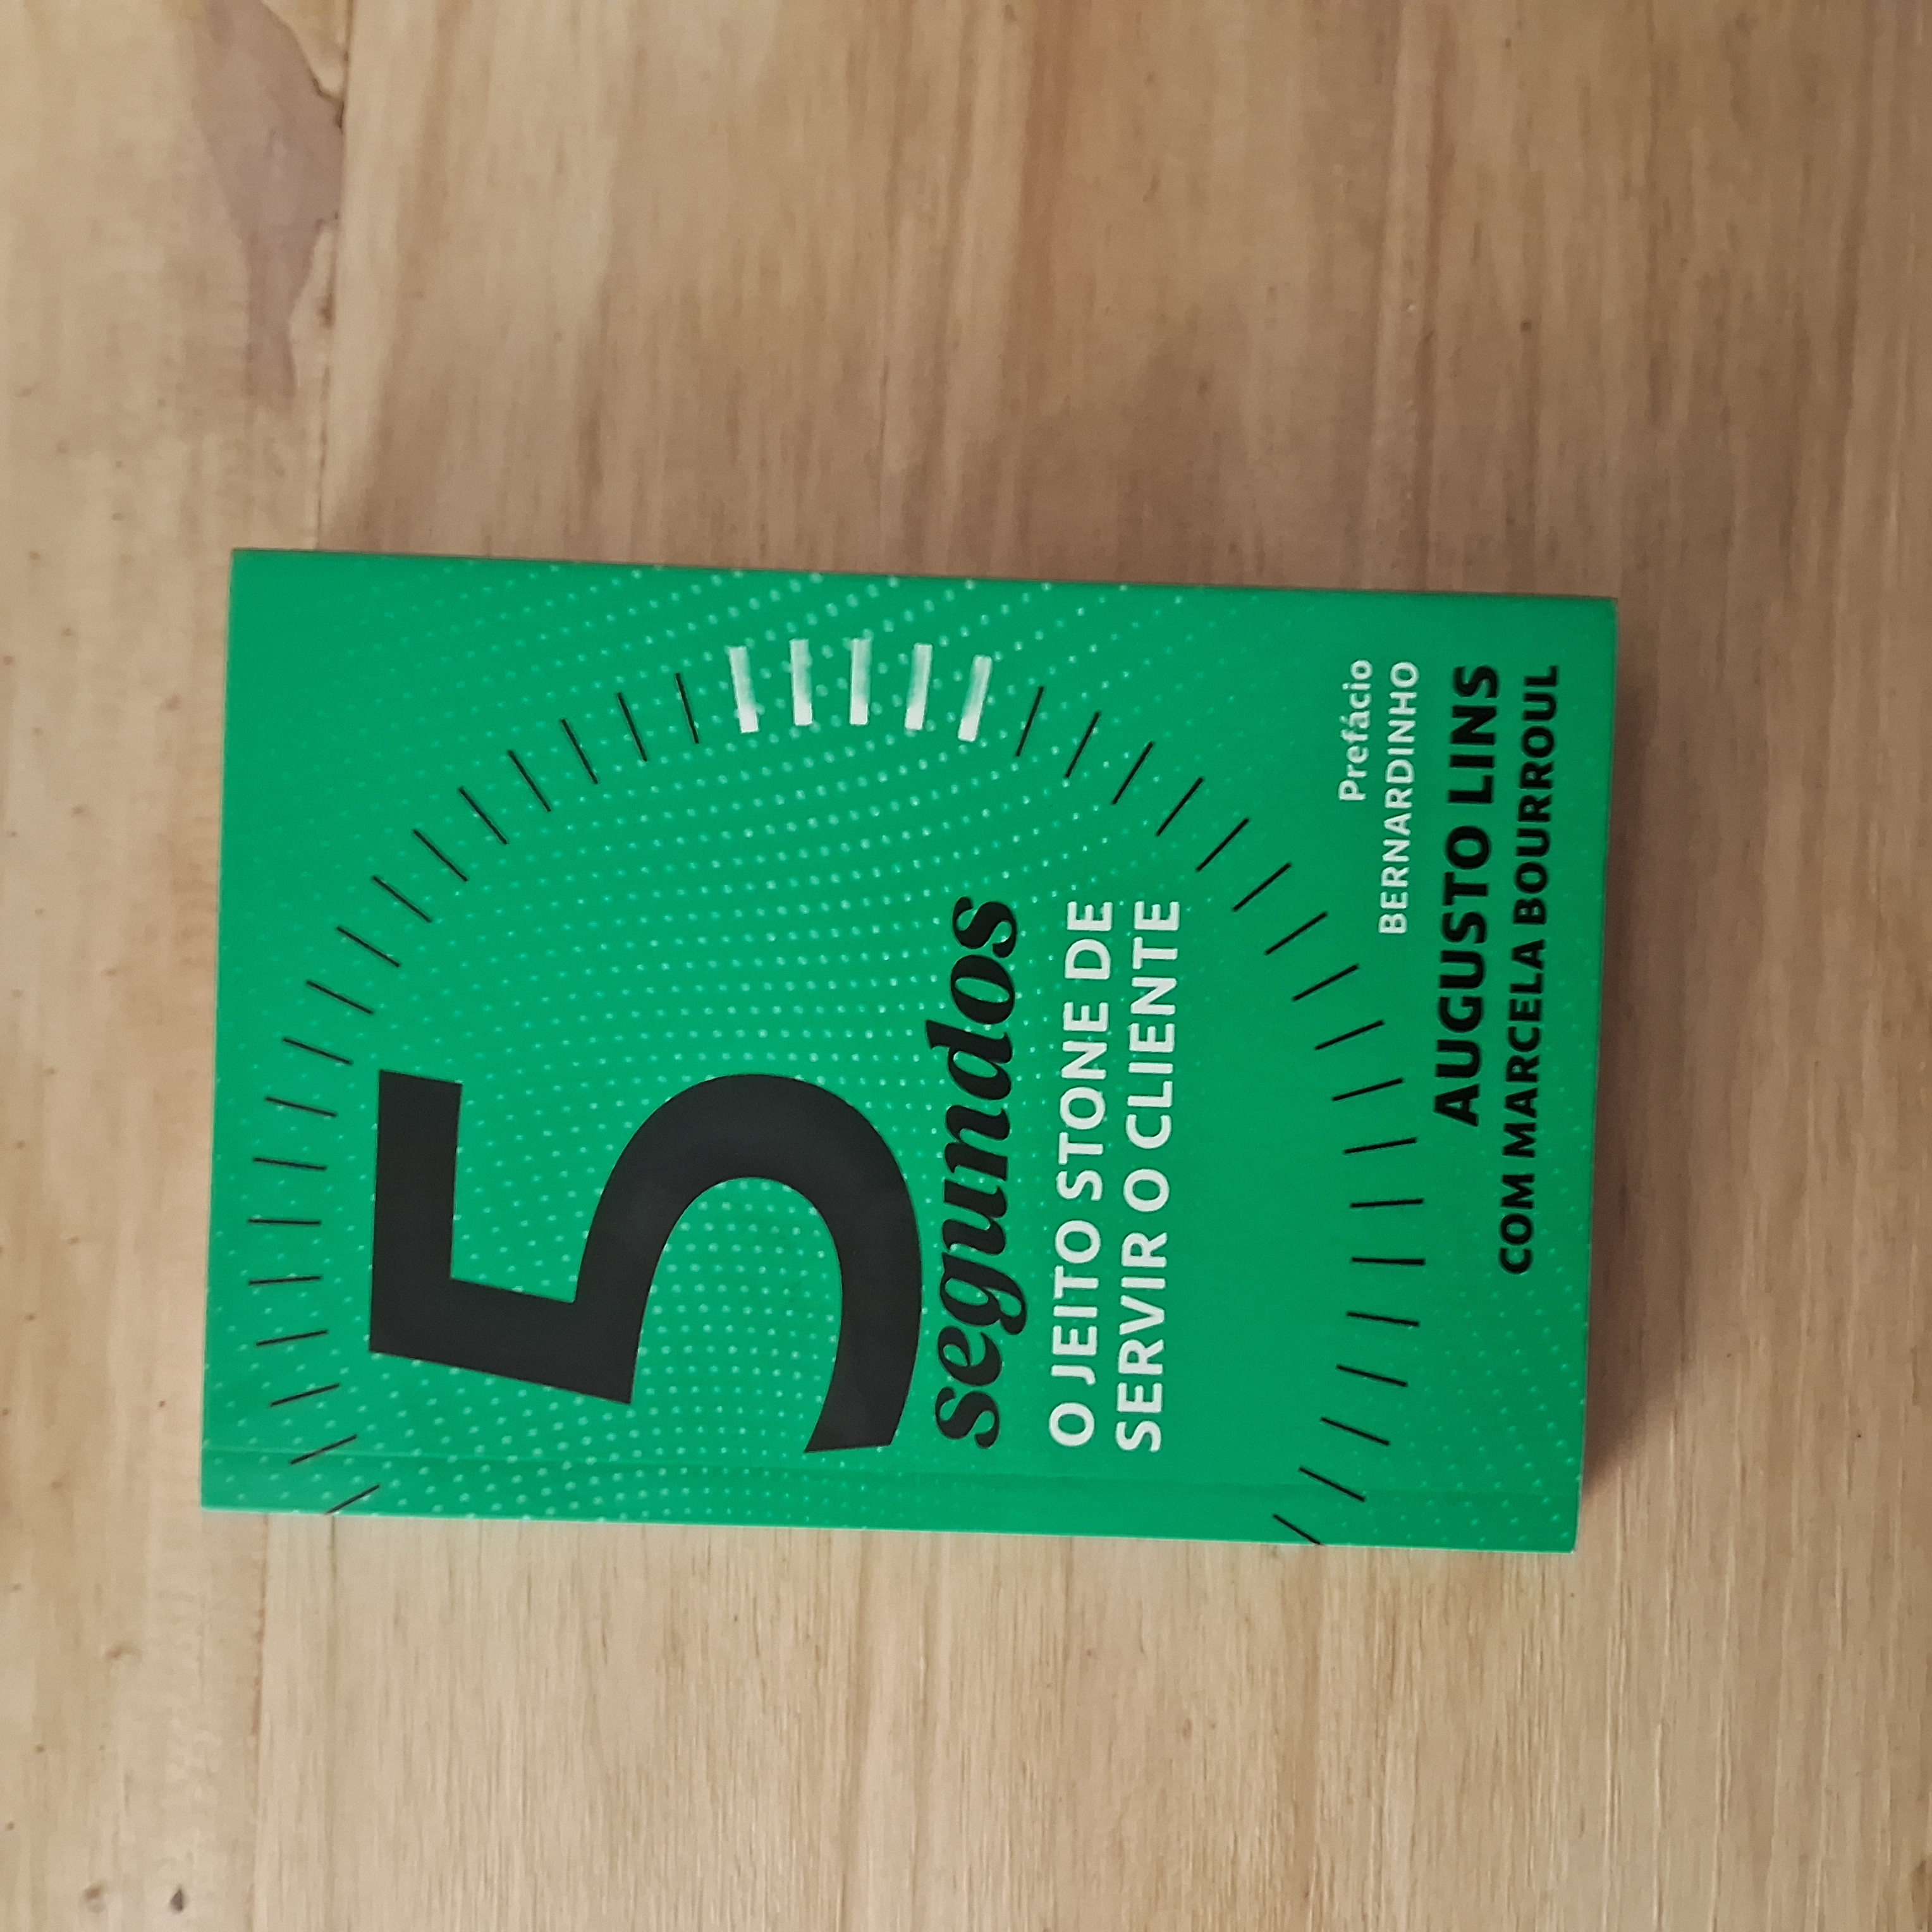 5
segundos
O JEITO STONE DE
SERVIR O CLIENTE
Prefácio
BERNARDINHO
AUGUSTO LINS
COM MARCELA BOURROUL